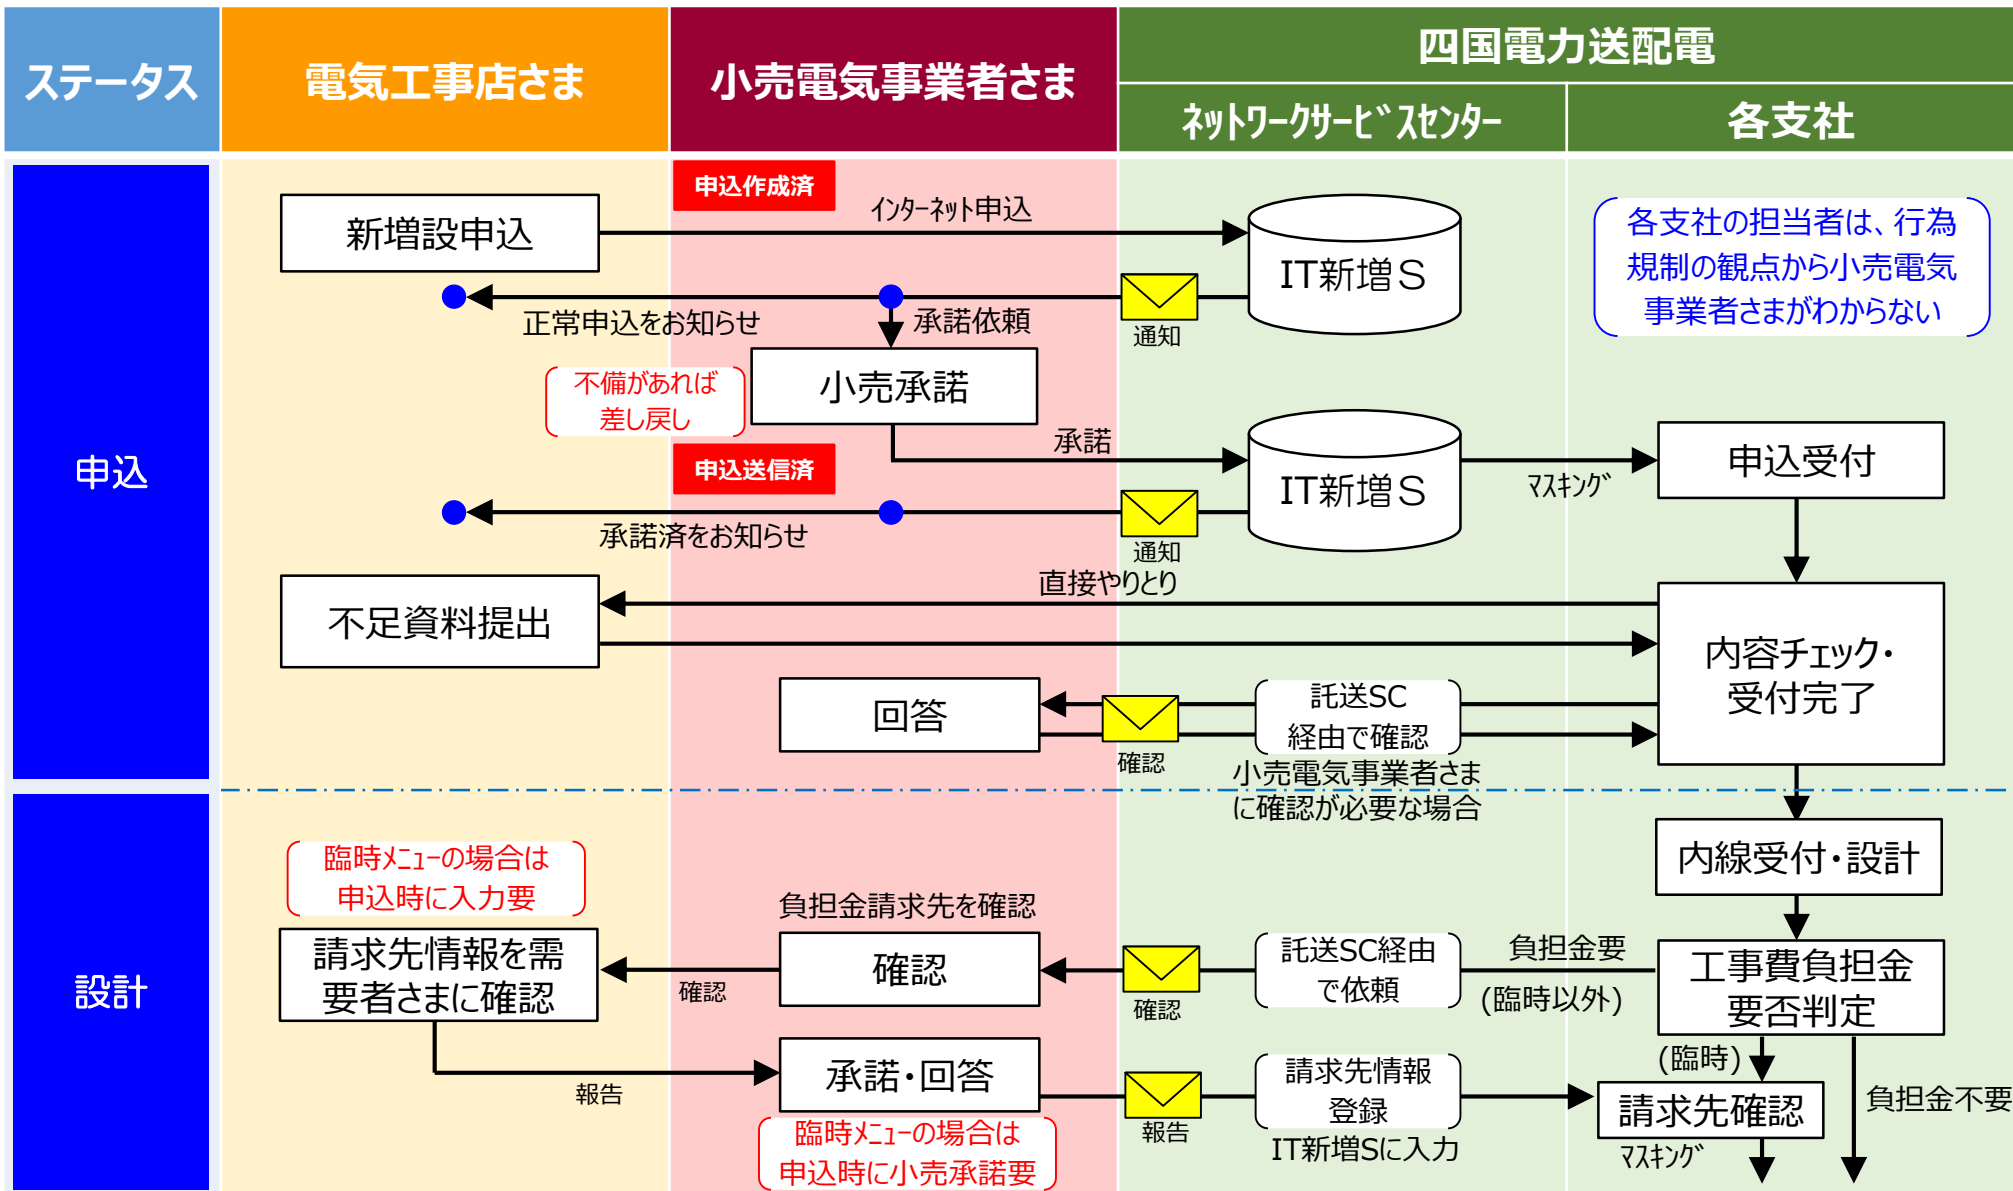 ステータス
電気工事店さま
小売電気事業者さま
四国電力送配電
ﾈｯﾄﾜｰｸｻｰﾋﾞｽｾﾝﾀｰ
各支社
申込
申込作成済
新増設申込
ｲﾝﾀｰﾈｯﾄ申込
IT新増Ｓ
各支社の担当者は、行為
規制の観点から小売電気
事業者さまがわからない
正常申込をお知らせ
承諾依頼
通知
不備があれば
差し戻し
小売承諾
承諾
申込送信済
IT新増Ｓ
ﾏｽｷﾝｸﾞ
申込受付
承諾済をお知らせ
通知
直接やりとり
不足資料提出
内容チェック・
受付完了
回答
確認
託送SC
経由で確認
小売電気事業者さま
に確認が必要な場合
設計
内線受付・設計
臨時ﾒﾆｭｰの場合は
申込時に入力要
負担金請求先を確認
請求先情報を需
要者さまに確認
確認
確認
確認
託送SC経由
で依頼
負担金要
(臨時以外)
工事費負担金
要否判定
(臨時)
報告
承諾・回答
報告
請求先情報
登録
IT新増Sに入力
請求先確認
負担金不要
ﾏｽｷﾝｸﾞ
臨時ﾒﾆｭｰの場合は
申込時に小売承諾要